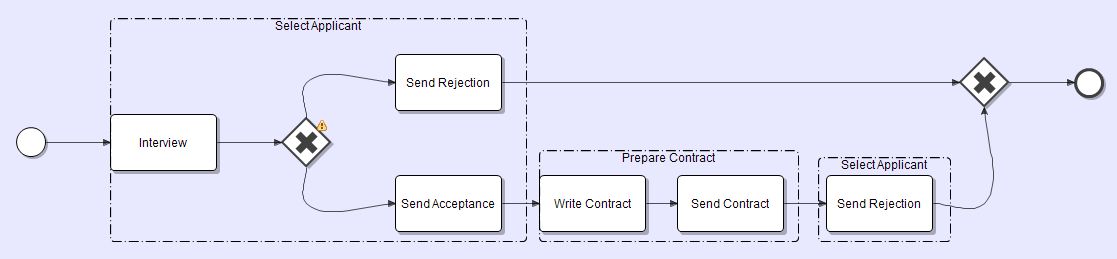 Select Applicant
Send Rejection
Interview
Send Acceptance
Prepare Contract
Write Contract
Send Contract
Select Applicant
Send Rejection